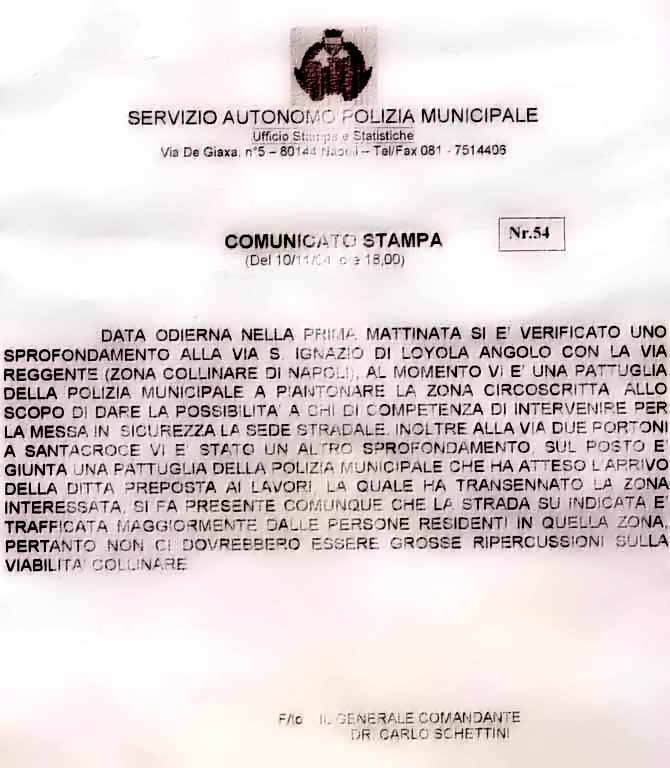 SERVIZIO AUTONOMO POLIZIA MUNICIPALE
Ufficio Stampa e Statistiche
Via De Giaxa, n°5 – 80144 Napoli – Tel/Fax 081 - 7514406
COMUNICATO STAMPA
Nr.54
(Del 10/11/04 18,00)
DATA ODIERNA NELLA PRIMA MATTINATA SI E' VERIFICATO UNO
SPROFONDAMENTO ALLA VIA S. IGNAZIO DI LOYOLA ANGOLO CON LA VIA
REGGENTE (ZONA COLLINARE DI NAPOLI), AL MOMENTO VI E' UNA PATTUGLIA
DELLA POLIZIA MUNICIPALE A PIANTONARE LA ZONA CIRCOSCRITTA ALLO
SCOPO DI DARE LA POSSIBILITA' A CHI DI COMPETENZA DI INTERVENIRE PER
LA MESSA IN SICUREZZA LA SEDE STRADALE. INOLTRE ALLA VIA DUE PORTONI
A SANTACROCE VI E' STATO UN ALTRO SPROFONDAMENTO, SUL POSTO E
GIUNTA UNA PATTUGLIA DELLA POLIZIA MUNICIPALE CHE HA ATTESO L'ARRIVO
DELLA DITTA PREPOSTA AI LAVORI, LA QUALE HA TRANSENNATO LA ZONA
INTERESSATA, SI FA PRESENTE COMUNQUE CHE LA STRADA SU INDICATA E'
TRAFFICATA MAGGIORMENTE DALLE PERSONE RESIDENTI IN QUELLA ZONA,
PERTANTO NON CI DOVREBBERO ESSERE GROSSE RIPERCUSSIONI SULLA
VIABILITA' COLLINARE
F/to IL GENERALE COMANDANTE
DR. CARLO SCHETTINI